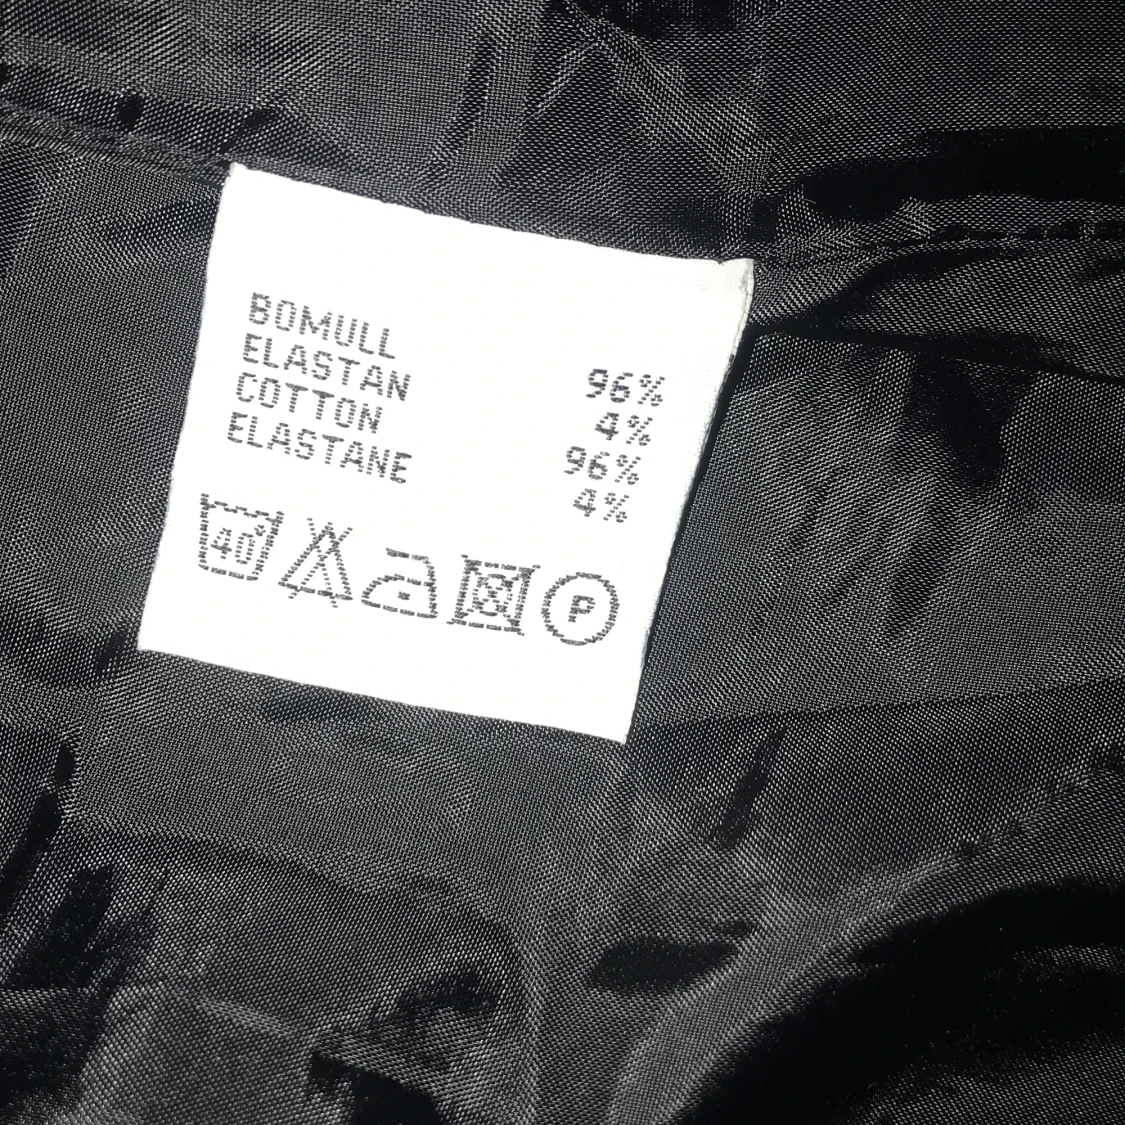 BOMULL 96%
ELASTAN 4%
COTTON 96%
ELASTANE 4%
40° P